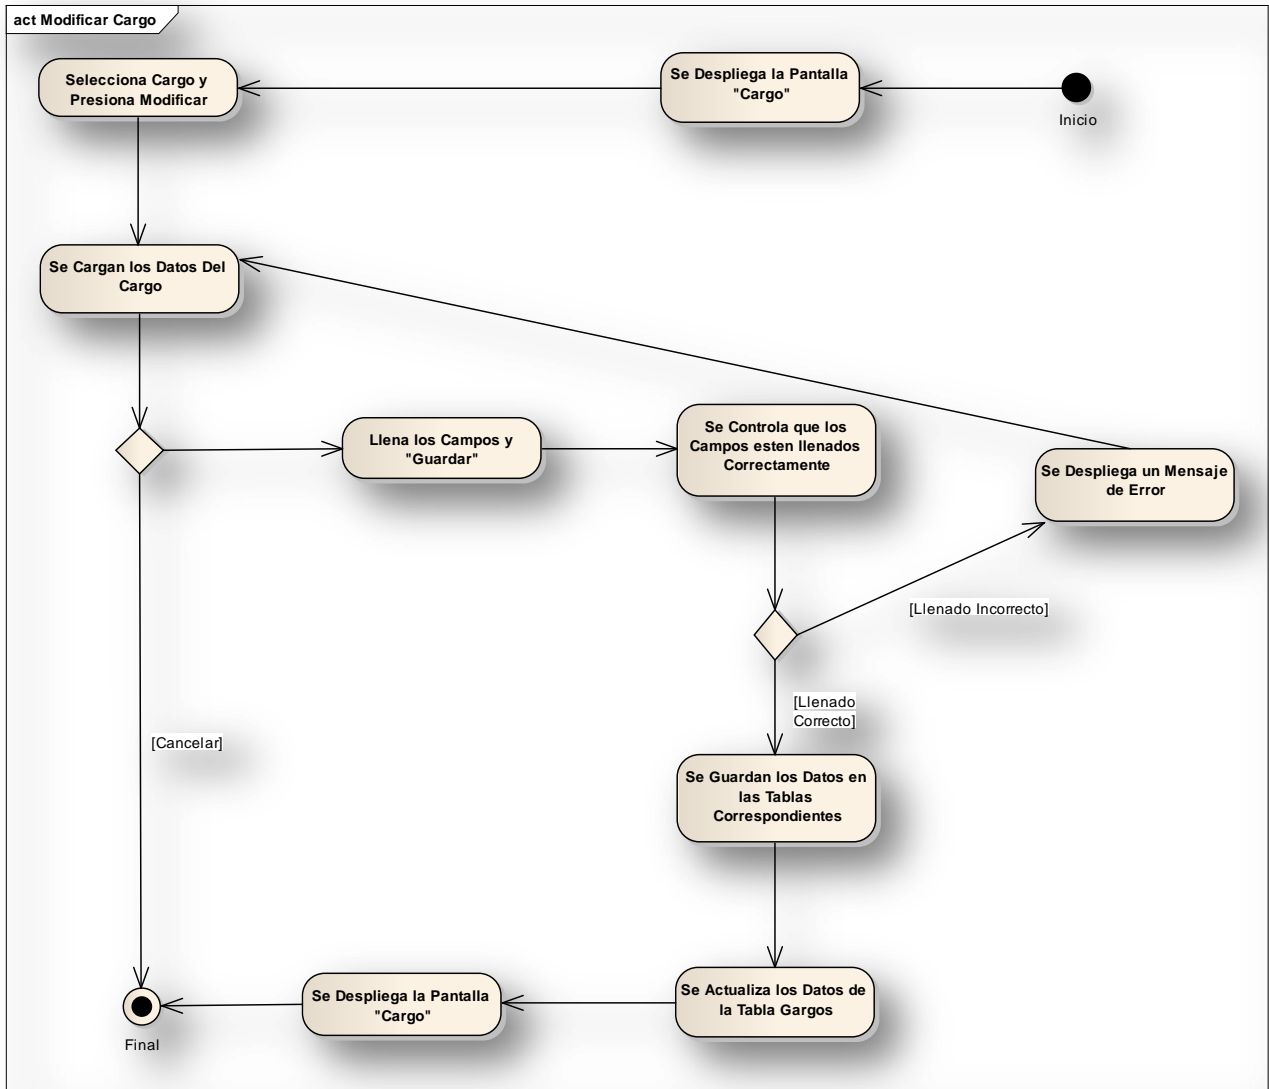 act Modificar Cargo
Selecciona Cargo y
Presiona Modificar
Se Despliega la Pantalla
"Cargo"
Inicio
Se Cargan los Datos Del
Cargo
Llena los Campos y
"Guardar"
Se Controla que los
Campos esten llenados
Correctamente
Se Despliega un Mensaje
de Error
[Llenado Incorrecto]
[Llenado
Correcto]
[Cancelar]
Se Guardan los Datos en
las Tablas
Correspondientes
Se Despliega la Pantalla
"Cargo"
Se Actualiza los Datos de
la Tabla Gargos
Final